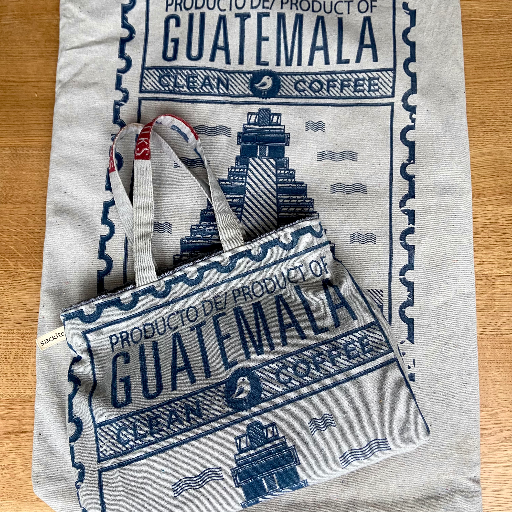 PRODUCTO DE/ PRODUCT OF
GUATEMALA
CLEAN COFFEE
PRODUCTO DE/ PRODUCT OF
GUATEMALA
CLEAN COFFEE